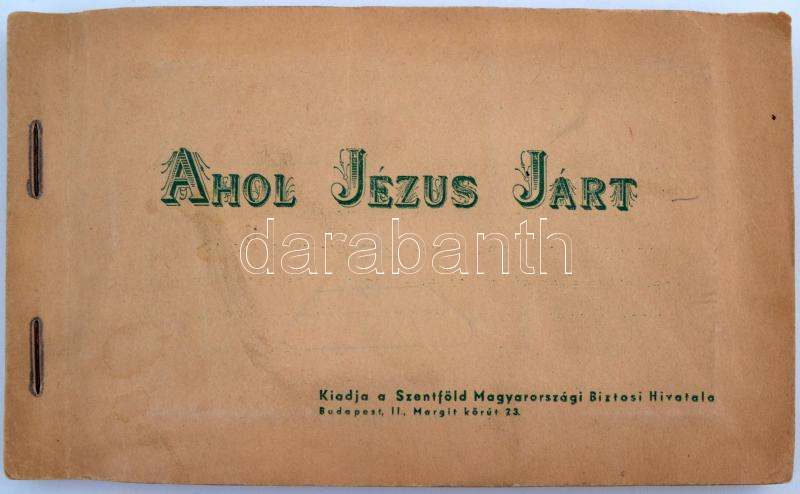 Ahol Jézus Járt
darabanth
Kiadja a Szentföld Magyarországi Biztosi Hivatala
Budapest, II., Margit körút 23.